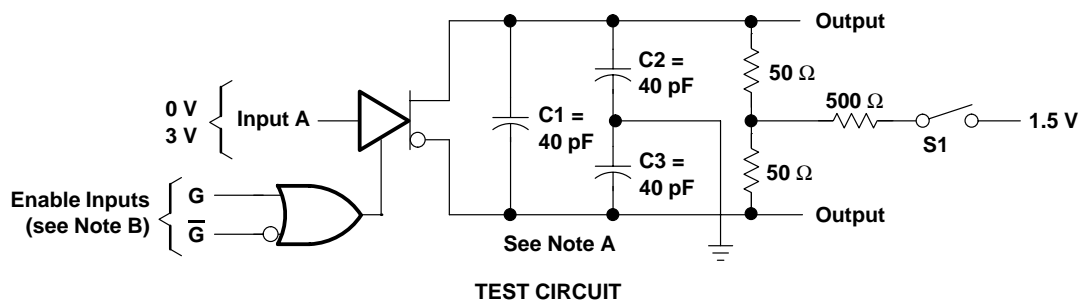 Output
C2 =
40 pF
50 Ω
0 V
3 V
Input A
C1 =
40 pF
500 Ω
S1
1.5 V
C3 =
40 pF
50 Ω
Enable Inputs
(see Note B)
G
G̅
See Note A
Output
TEST CIRCUIT